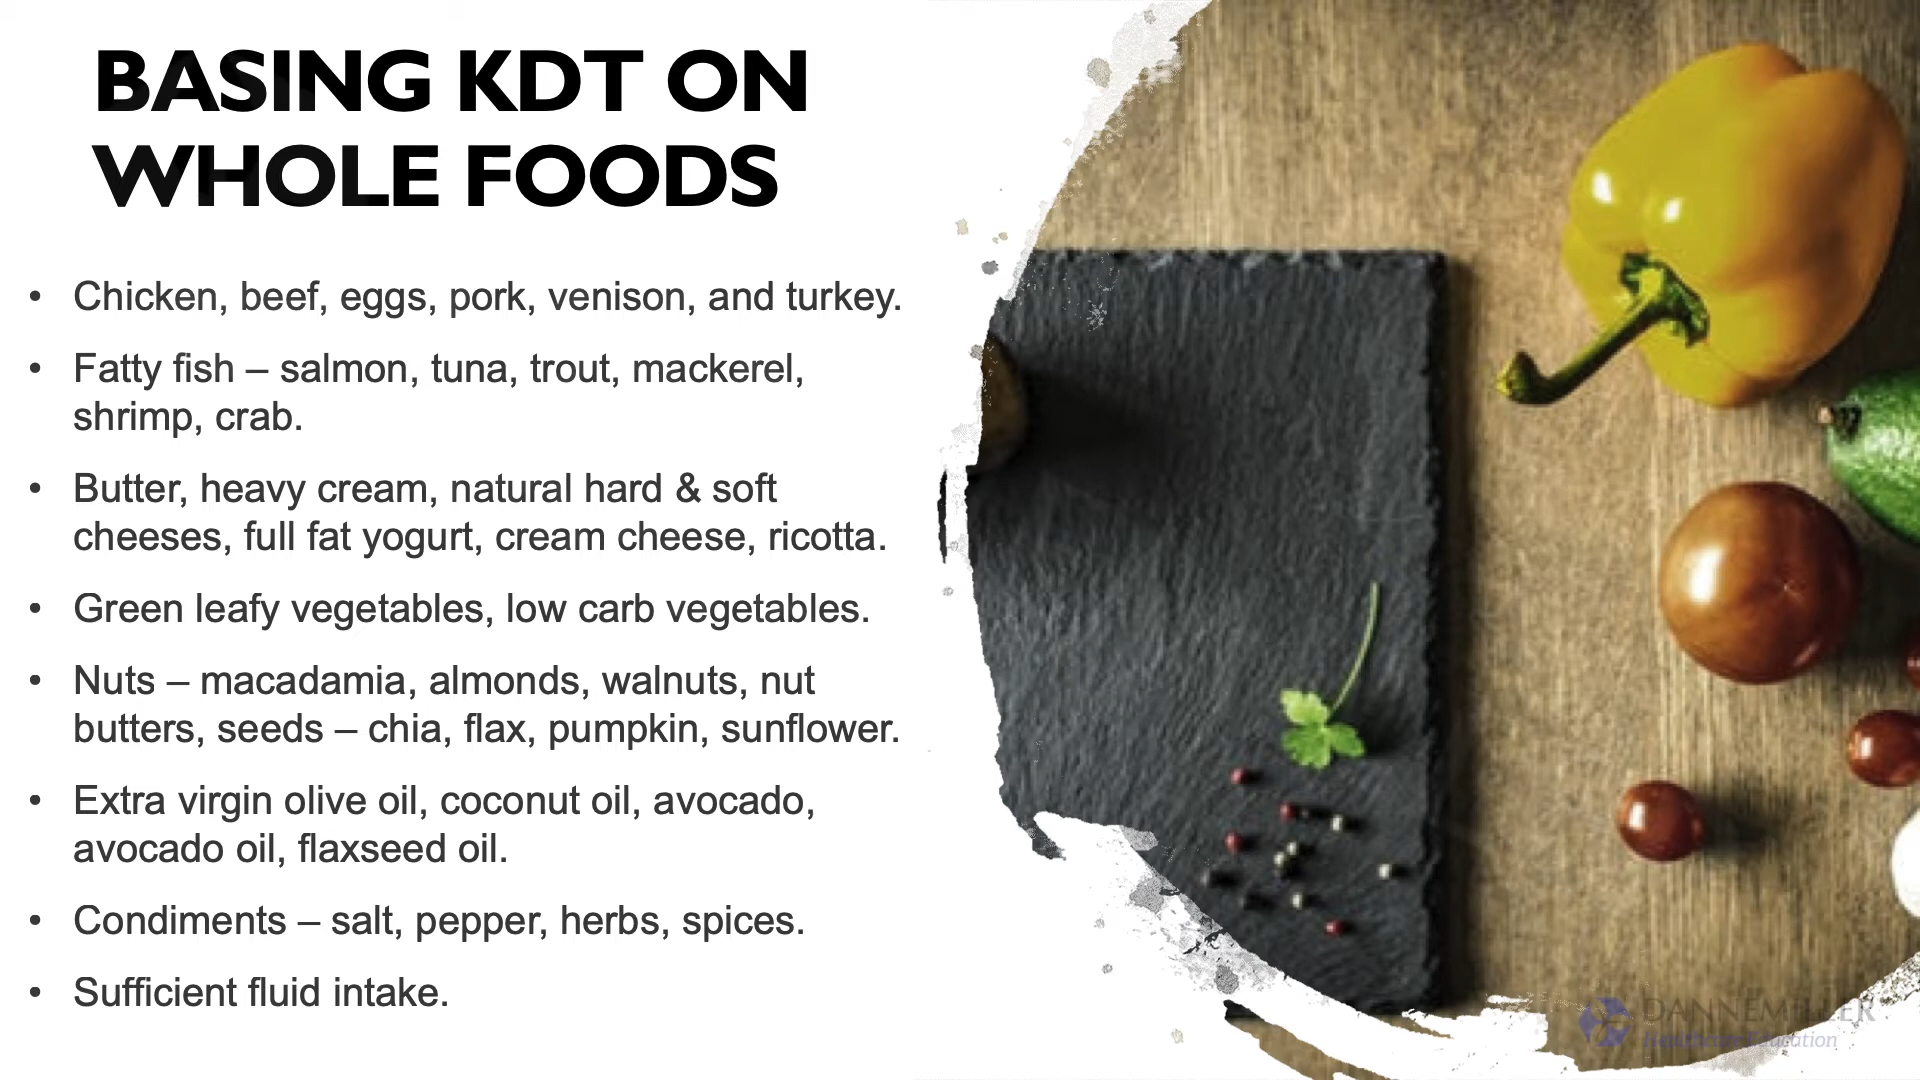 BASING KDT ON
WHOLE FOODS
• Chicken, beef, eggs, pork, venison, and turkey.
• Fatty fish – salmon, tuna, trout, mackerel,
shrimp, crab.
• Butter, heavy cream, natural hard & soft
cheeses, full fat yogurt, cream cheese, ricotta.
• Green leafy vegetables, low carb vegetables.
• Nuts – macadamia, almonds, walnuts, nut
butters, seeds – chia, flax, pumpkin, sunflower.
• Extra virgin olive oil, coconut oil, avocado,
avocado oil, flaxseed oil.
• Condiments – salt, pepper, herbs, spices.
• Sufficient fluid intake.
DANNEMILLER
Healthcare Education